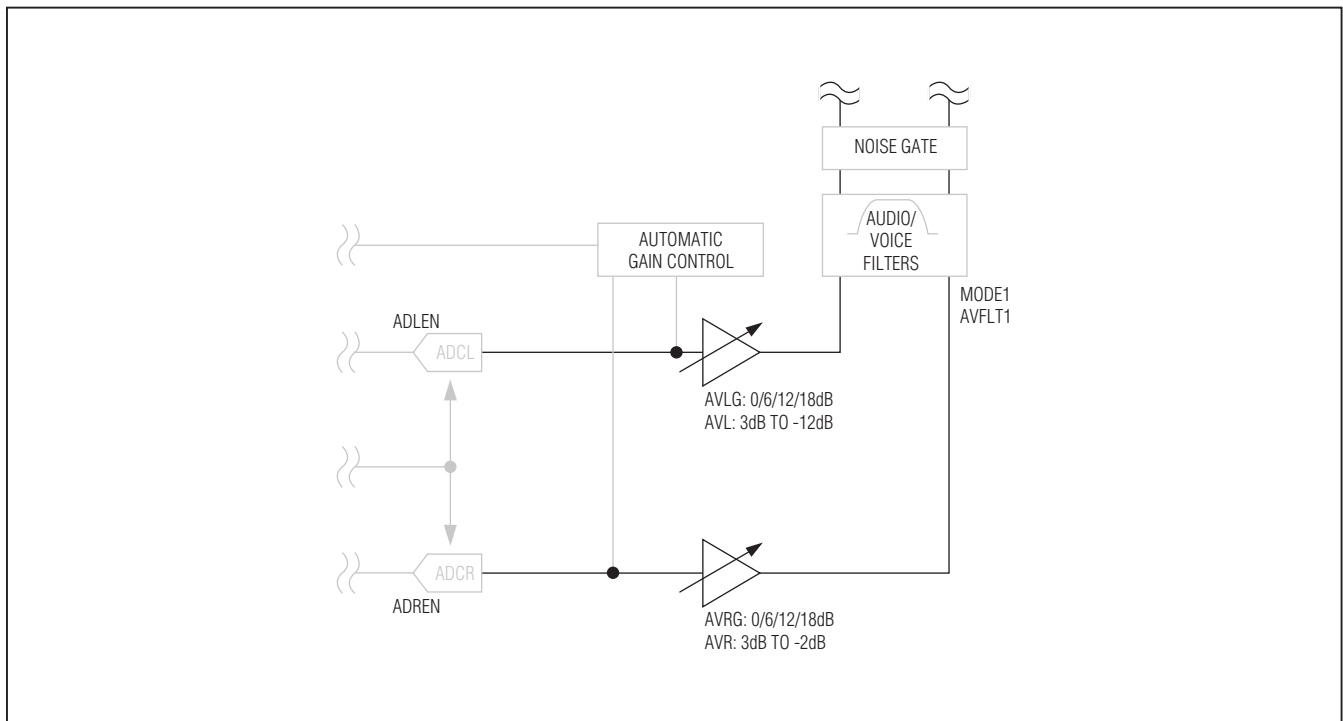 NOISE GATE
AUDIO/
VOICE
FILTERS
AUTOMATIC
GAIN CONTROL
MODE1
AVFLT1
ADLEN
ADCL
AVLG: 0/6/12/18dB
AVL: 3dB TO -12dB
ADCR
ADREN
AVRG: 0/6/12/18dB
AVR: 3dB TO -2dB